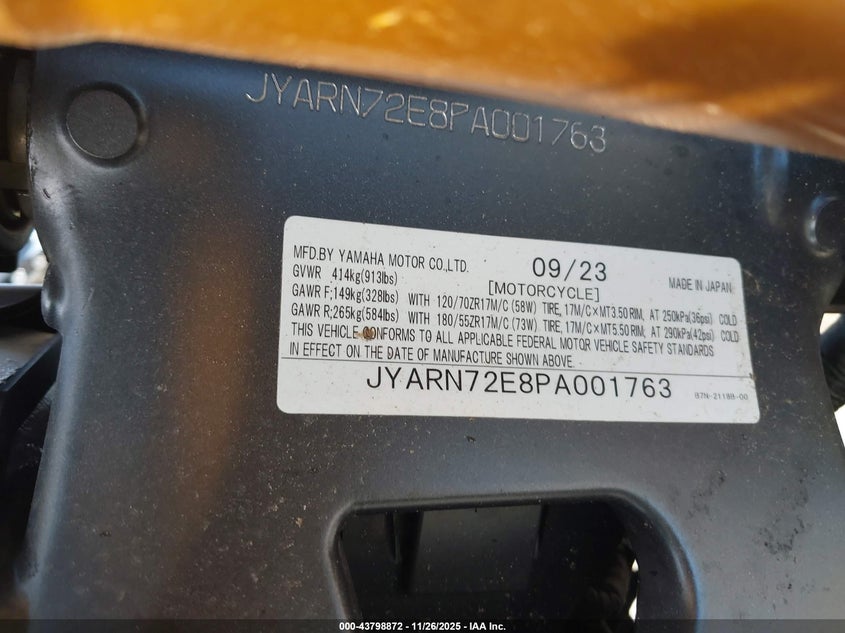 JYARN72E8PA001763
MFD.BY YAMAHA MOTOR CO.,LTD. 09/23 MADE IN JAPAN
GVWR 414kg(913lbs) [MOTORCYCLE]
GAWR F;149kg(328lbs) WITH 120/70ZR17M/C (58W) TIRE, 17M/C×MT3.50 RIM, AT 250kPa(36psi) COLD
GAWR R;265kg(584lbs) WITH 180/55ZR17M/C (73W) TIRE, 17M/C×MT5.50 RIM, AT 290kPa(42psi) COLD
THIS VEHICLE CONFORMS TO ALL APPLICABLE FEDERAL MOTOR VEHICLE SAFETY STANDARDS
IN EFFECT ON THE DATE OF MANUFACTURE SHOWN ABOVE.
JYARN72E8PA001763 B7N-2118B-00
000-43798872 - 11/26/2025 - IAA Inc.